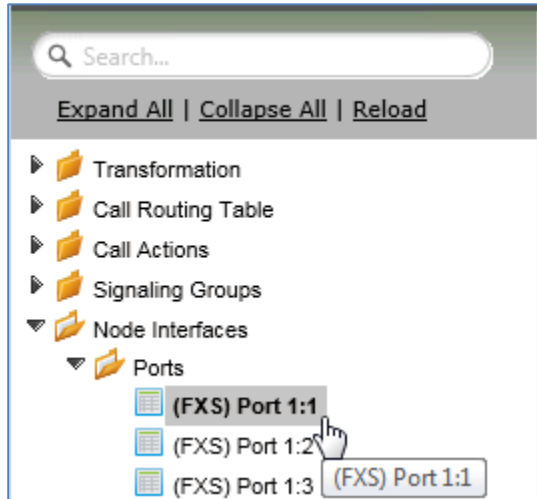 Search...
Expand All | Collapse All | Reload
Transformation
Call Routing Table
Call Actions
Signaling Groups
Node Interfaces
Ports
(FXS) Port 1:1
(FXS) Port 1:2
(FXS) Port 1:3
(FXS) Port 1:1